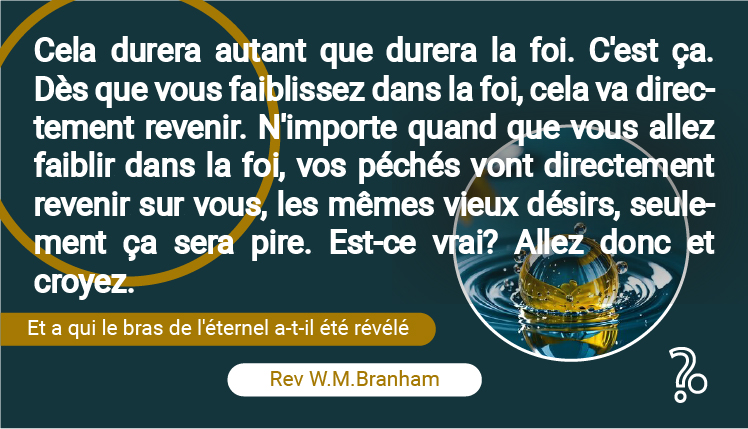 Cela durera autant que durera la foi. C'est ça.
Dès que vous faiblissez dans la foi, cela va direc-
tement revenir. N'importe quand que vous allez
faiblir dans la foi, vos péchés vont directement
revenir sur vous, les mêmes vieux désirs, seule-
ment ça sera pire. Est-ce vrai? Allez donc et
croyez.
Et a qui le bras de l'éternel a-t-il été révélé
Rev W.M.Branham